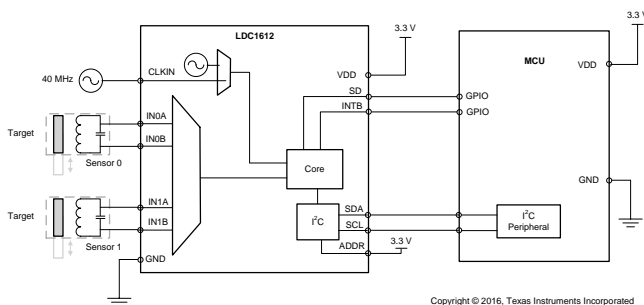 LDC1612
3.3 V
3.3 V
MCU
40 MHz
CLKIN
VDD
VDD
SD
GPIO
INTB
GPIO
Target
IN0A
IN0B
Sensor 0
Core
GND
Target
IN1A
IN1B
Sensor 1
I²C
SDA
SCL
ADDR
3.3 V
I²C
Peripheral
GND
Copyright © 2016, Texas Instruments Incorporated